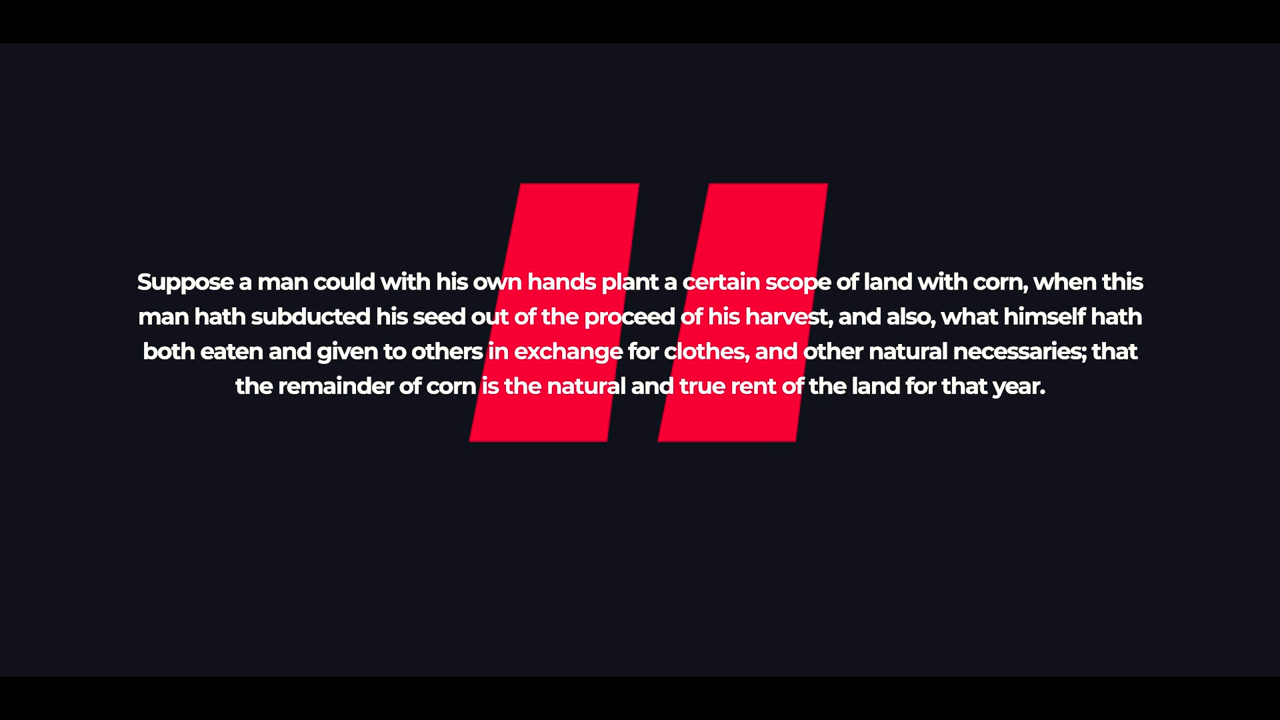 Suppose a man could with his own hands plant a certain scope of land with corn, when this
man hath subducted his seed out of the proceed of his harvest, and also, what himself hath
both eaten and given to others in exchange for clothes, and other natural necessaries; that
the remainder of corn is the natural and true rent of the land for that year.